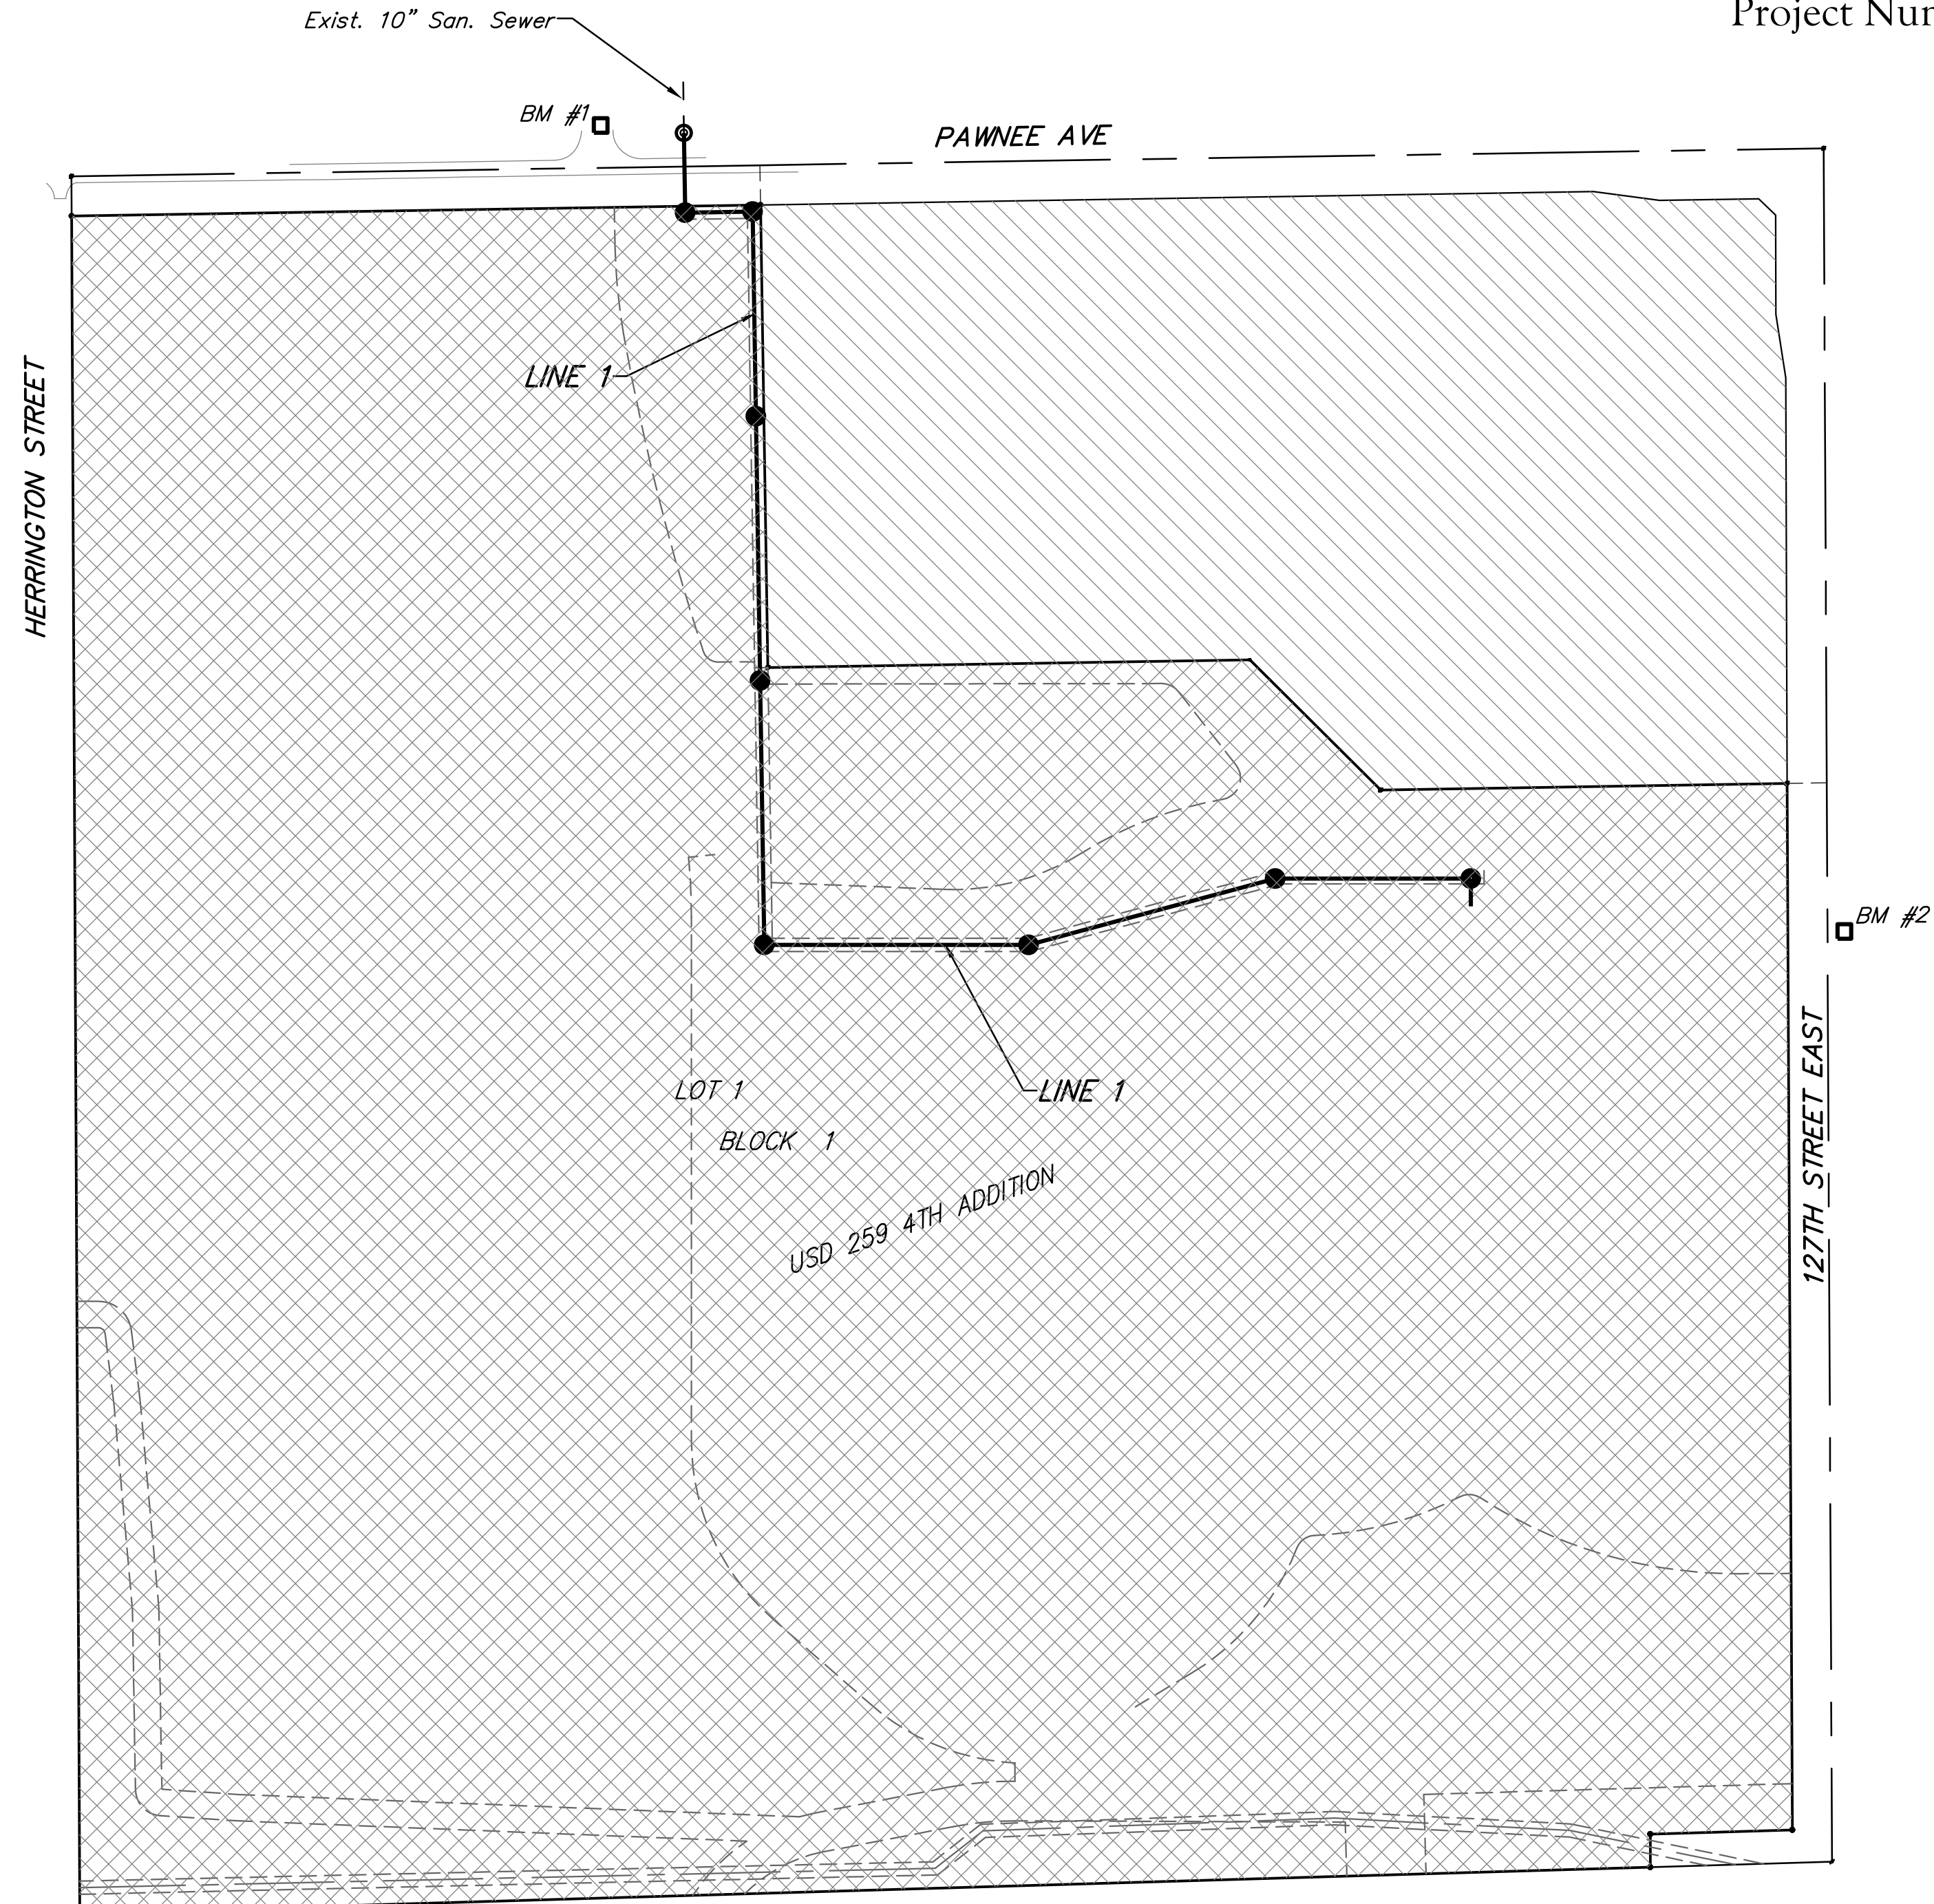 Project Nu
Exist. 10" San. Sewer
BM #1
PAWNEE AVE
HERRINGTON STREET
LINE 1
BM #2
127TH STREET EAST
LOT 1
LINE 1
BLOCK 1
USD 259 4TH ADDITION